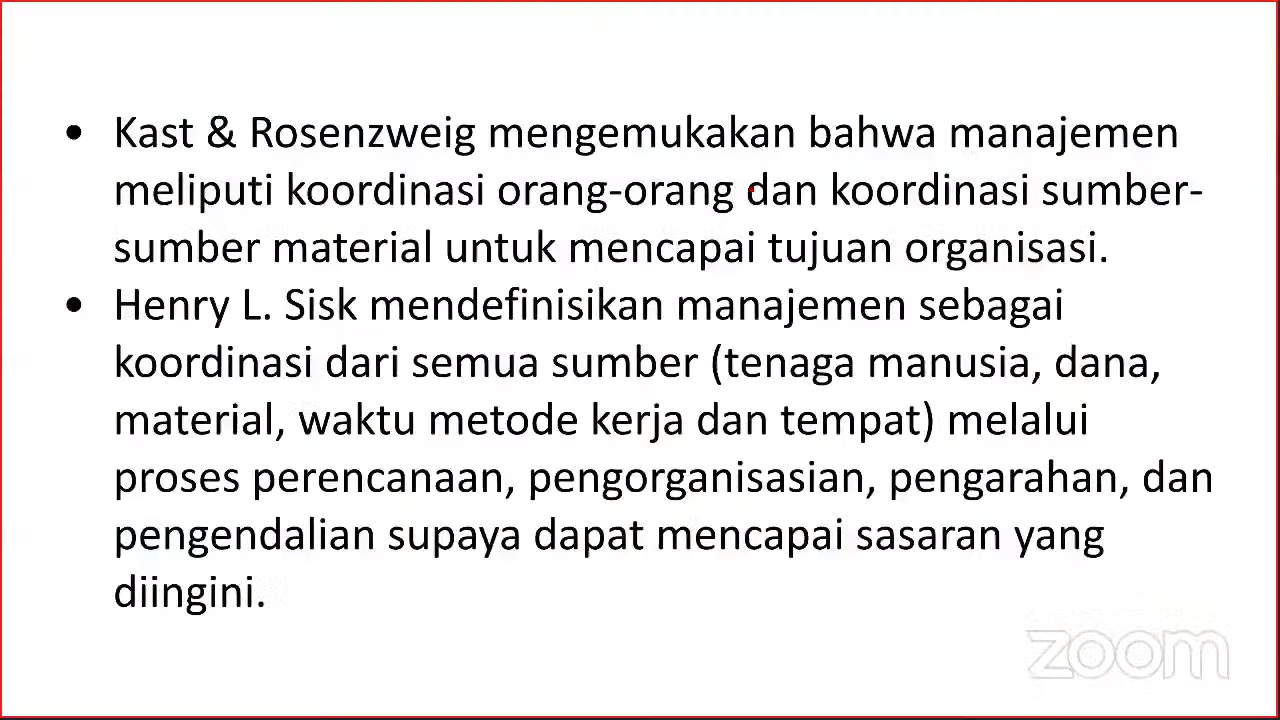 • Kast & Rosenzweig mengemukakan bahwa manajemen
meliputi koordinasi orang-orang dan koordinasi sumber-
sumber material untuk mencapai tujuan organisasi.
• Henry L. Sisk mendefinisikan manajemen sebagai
koordinasi dari semua sumber (tenaga manusia, dana,
material, waktu metode kerja dan tempat) melalui
proses perencanaan, pengorganisasian, pengarahan, dan
pengendalian supaya dapat mencapai sasaran yang
diingini.
zoom